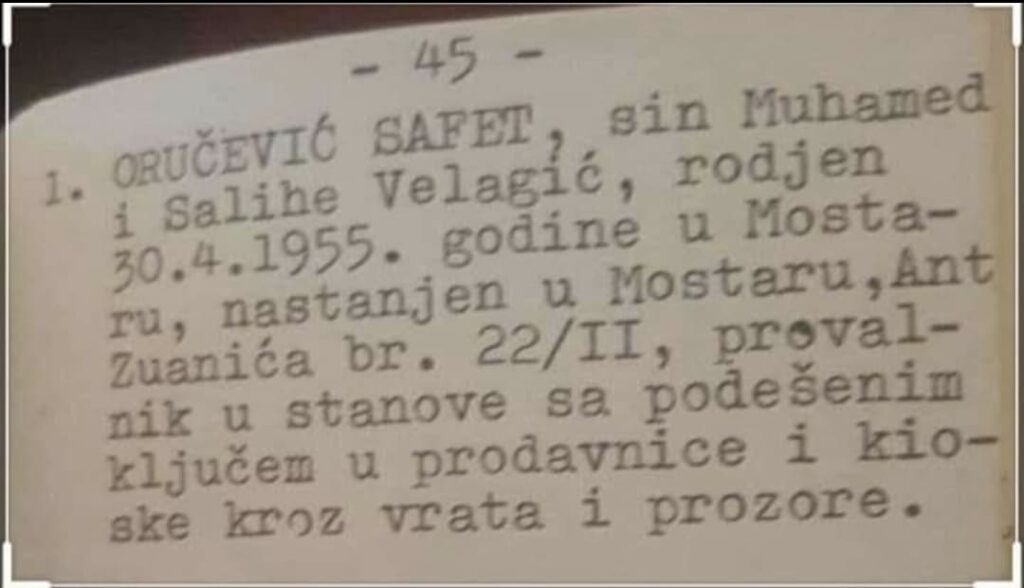 - 45 -
1. ORUČEVIĆ SAFET, sin Muhamed
i Salihe Velagić, rodjen
30.4.1955. godine u Mosta-
ru, nastanjen u Mostaru,Ant
Zuanića br. 22/II, proval-
nik u stanove sa podešenim
ključem u prodavnice i kio-
ske kroz vrata i prozore.